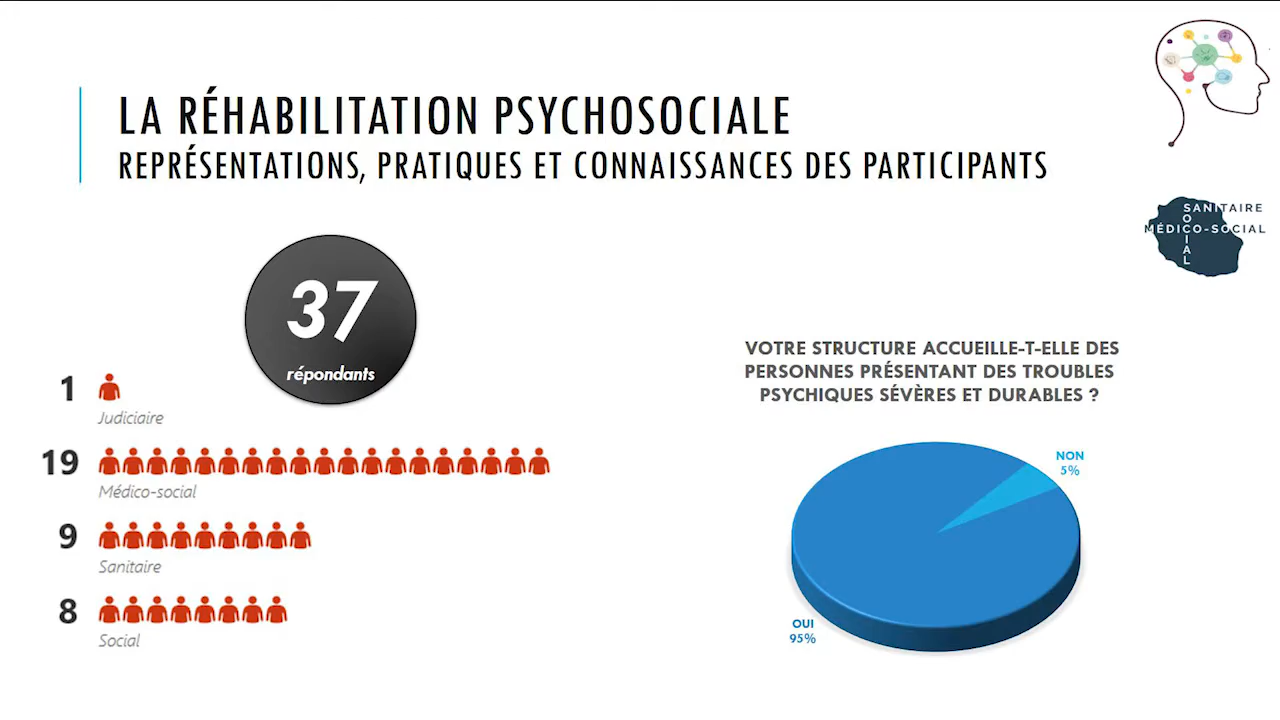 LA RÉHABILITATION PSYCHOSOCIALE
REPRÉSENTATIONS, PRATIQUES ET CONNAISSANCES DES PARTICIPANTS
SANITAIRE
MÉDICO-SOCIAL
SOCIAL
37
répondants
1
Judiciaire
19
Médico-social
9
Sanitaire
8
Social
VOTRE STRUCTURE ACCUEILLE-T-ELLE DES
PERSONNES PRÉSENTANT DES TROUBLES
PSYCHIQUES SÉVÈRES ET DURABLES ?
NON
5%
OUI
95%